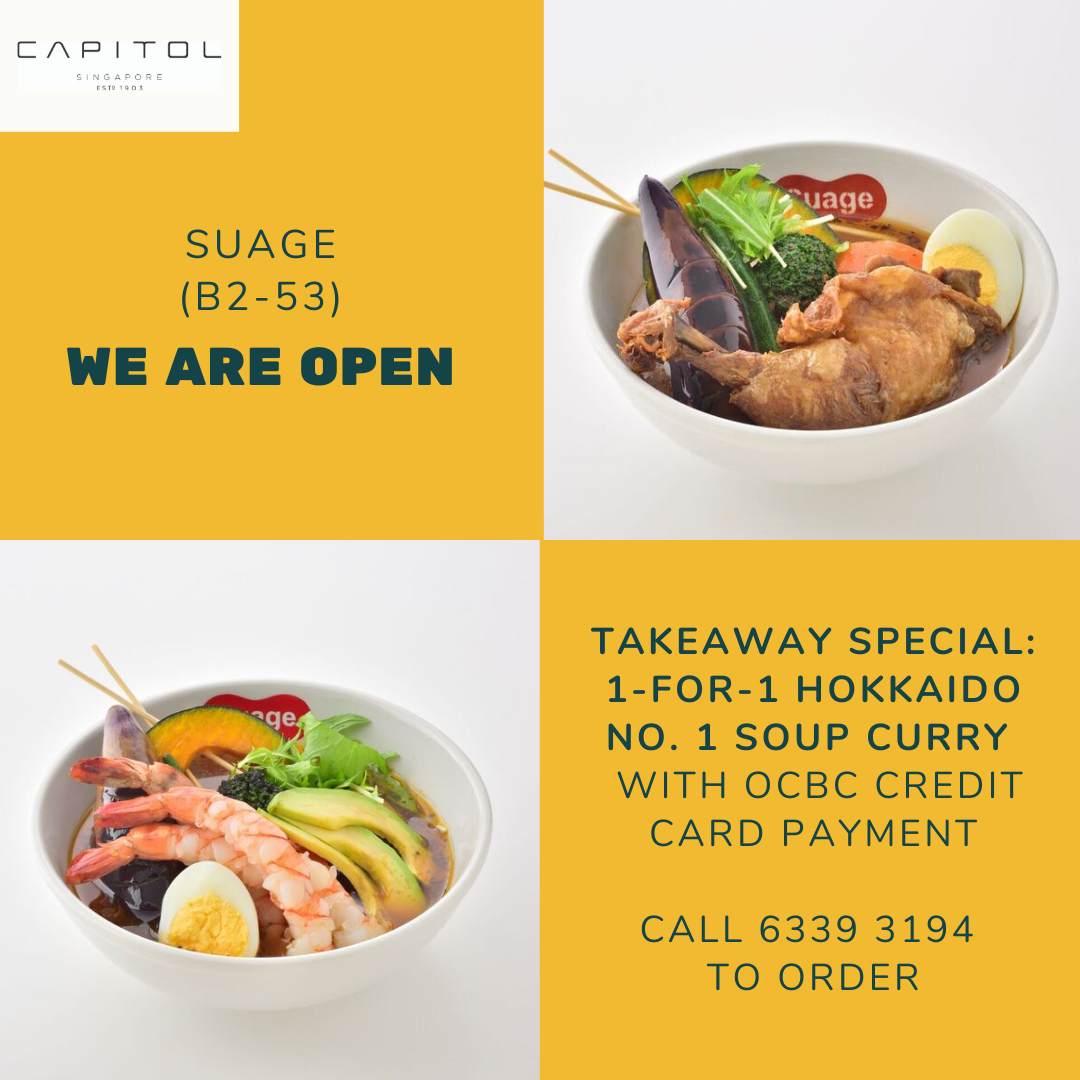 CAPITOL
SINGAPORE
ESTD 1903
SUAGE
(B2-53)
WE ARE OPEN
Suage
TAKEAWAY SPECIAL:
1-FOR-1 HOKKAIDO
NO. 1 SOUP CURRY
WITH OCBC CREDIT
CARD PAYMENT
CALL 6339 3194
TO ORDER